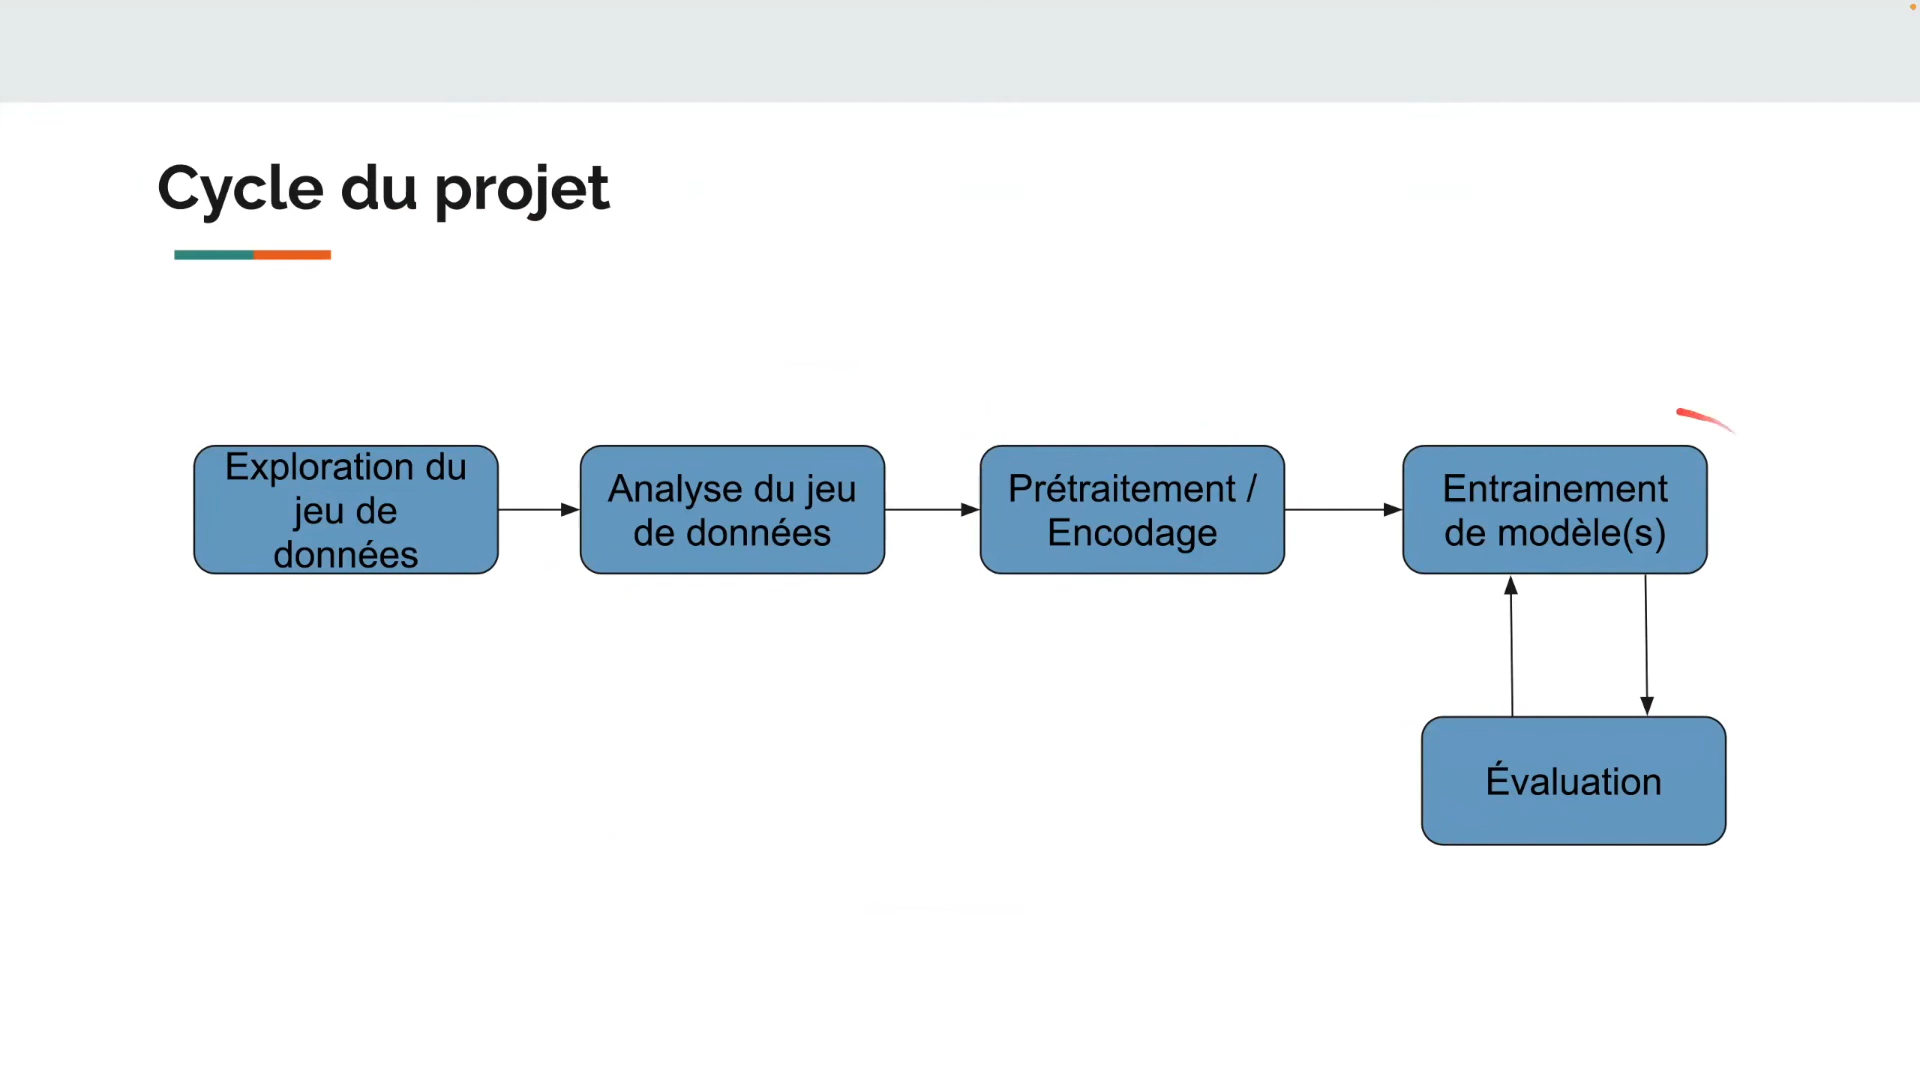 Cycle du projet
Exploration du
jeu de
données
Analyse du jeu
de données
Prétraitement /
Encodage
Entrainement
de modèle(s)
Évaluation